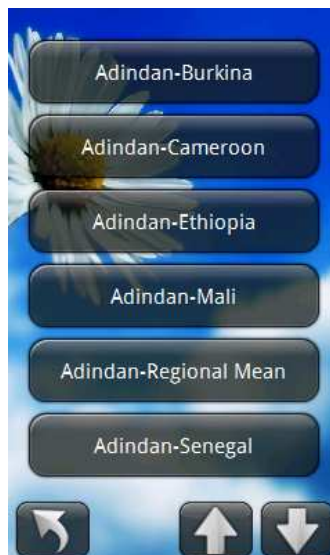 Adindan-Burkina
Adindan-Cameroon
Adindan-Ethiopia
Adindan-Mali
Adindan-Regional Mean
Adindan-Senegal